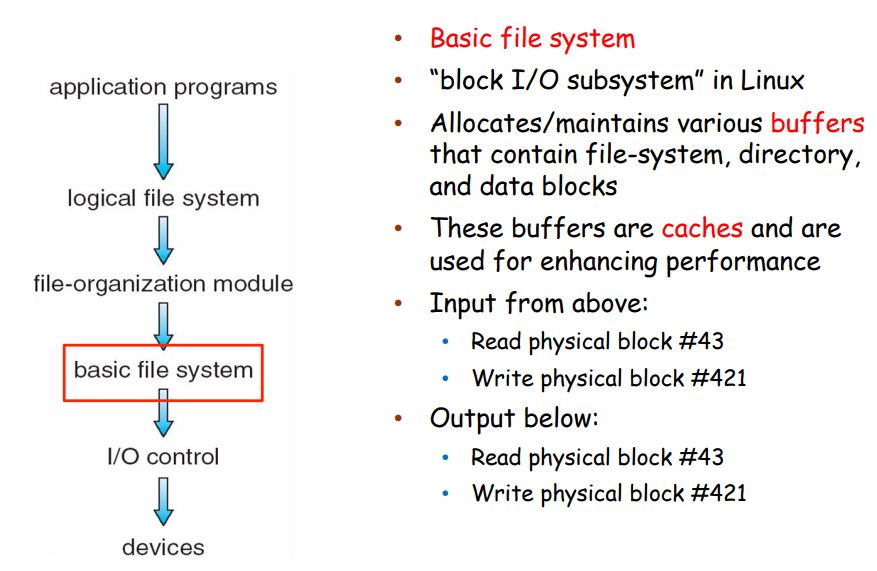 application programs
logical file system
file-organization module
basic file system
I/O control
devices
• Basic file system
• “block I/O subsystem” in Linux
• Allocates/maintains various buffers
that contain file-system, directory,
and data blocks
• These buffers are caches and are
used for enhancing performance
• Input from above:
• Read physical block #43
• Write physical block #421
• Output below:
• Read physical block #43
• Write physical block #421